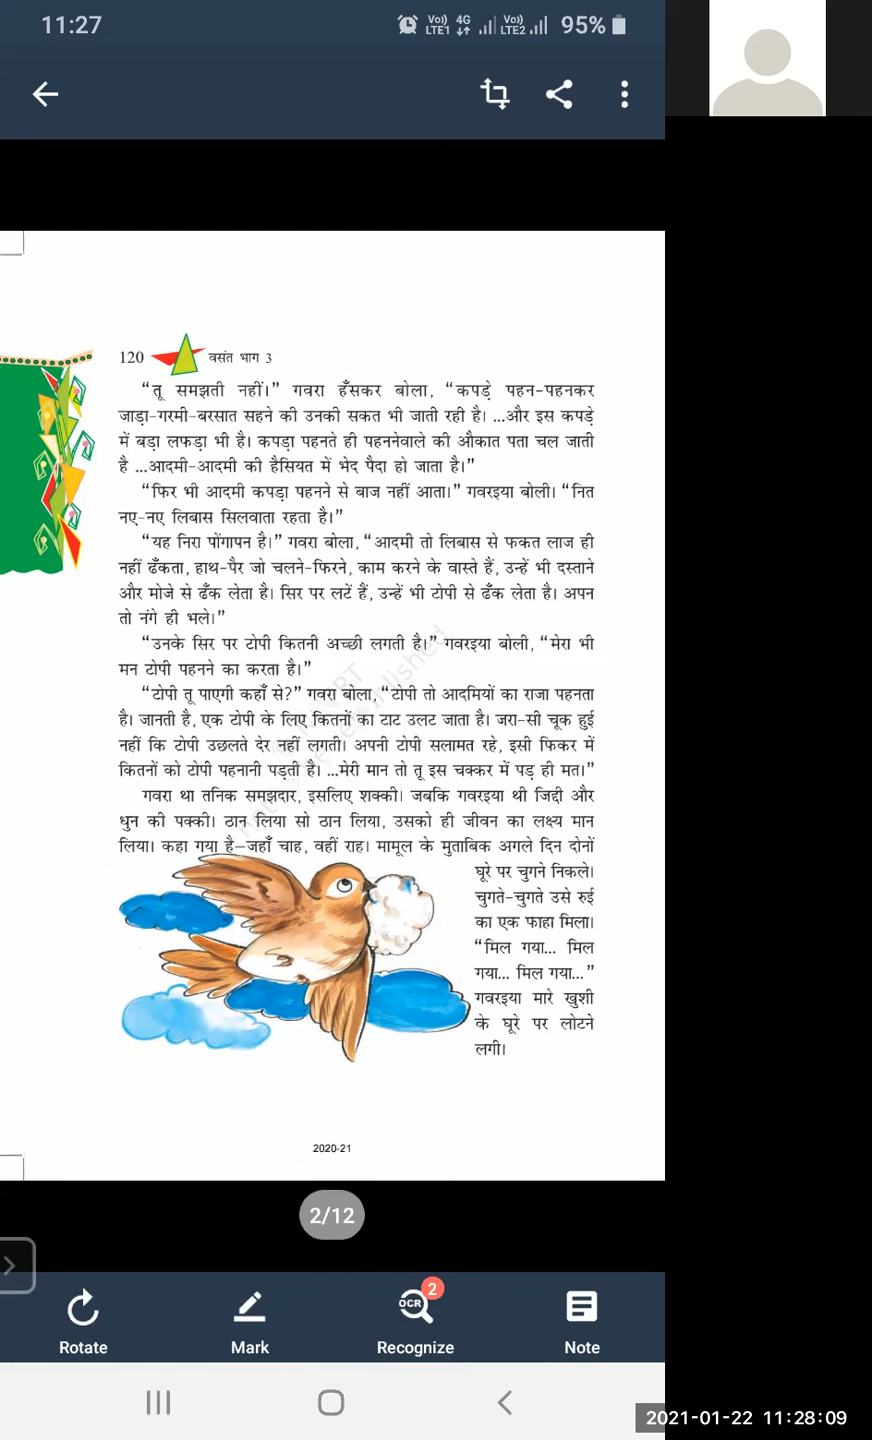 11:27
Vo)) LTE1 4G Vo)) LTE2 95%
120 वसंत भाग 3
“तू समझती नहीं।” गवरा हँसकर बोला, “कपड़े पहन-पहनकर
जाड़ा-गरमी-बरसात सहने की उनकी सकत भी जाती रही है। ...और इस कपड़े
में बड़ा लफड़ा भी है। कपड़ा पहनते ही पहननेवाले की औकात पता चल जाती
है ...आदमी-आदमी की हैसियत में भेद पैदा हो जाता है।”
“फिर भी आदमी कपड़ा पहनने से बाज नहीं आता।” गवरइया बोली। “नित
नए-नए लिबास सिलवाता रहता है।”
“यह निरा पोंगापन है।” गवरा बोला, “आदमी तो लिबास से फकत लाज ही
नहीं ढँकता, हाथ-पैर जो चलने-फिरने, काम करने के वास्ते हैं, उन्हें भी दस्ताने
और मोजे से ढँक लेता है। सिर पर लटें हैं, उन्हें भी टोपी से ढँक लेता है। अपन
तो नंगे ही भले।”
“उनके सिर पर टोपी कितनी अच्छी लगती है।” गवरइया बोली, “मेरा भी
मन टोपी पहनने का करता है।”
“टोपी तू पाएगी कहाँ से?” गवरा बोला, “टोपी तो आदमियों का राजा पहनता
है। जानती है, एक टोपी के लिए कितनों का टाट उलट जाता है। जरा-सी चूक हुई
नहीं कि टोपी उछलते देर नहीं लगती। अपनी टोपी सलामत रहे, इसी फिकर में
कितनों को टोपी पहनानी पड़ती है। ...मेरी मान तो तू इस चक्कर में पड़ ही मत।”
गवरा था तनिक समझदार, इसलिए शक्की। जबकि गवरइया थी जिद्दी और
धुन की पक्की। ठान लिया सो ठान लिया, उसको ही जीवन का लक्ष्य मान
लिया। कहा गया है—जहाँ चाह, वहीं राह। मामूल के मुताबिक अगले दिन दोनों
घूरे पर चुगने निकले।
चुगते-चुगते उसे रुई
का एक फाहा मिला।
“मिल गया... मिल
गया... मिल गया...”
गवरइया मारे खुशी
के घूरे पर लोटने
लगी।
2020-21
2/12
OCR 2
Rotate Mark Recognize Note
2021-01-22 11:28:09